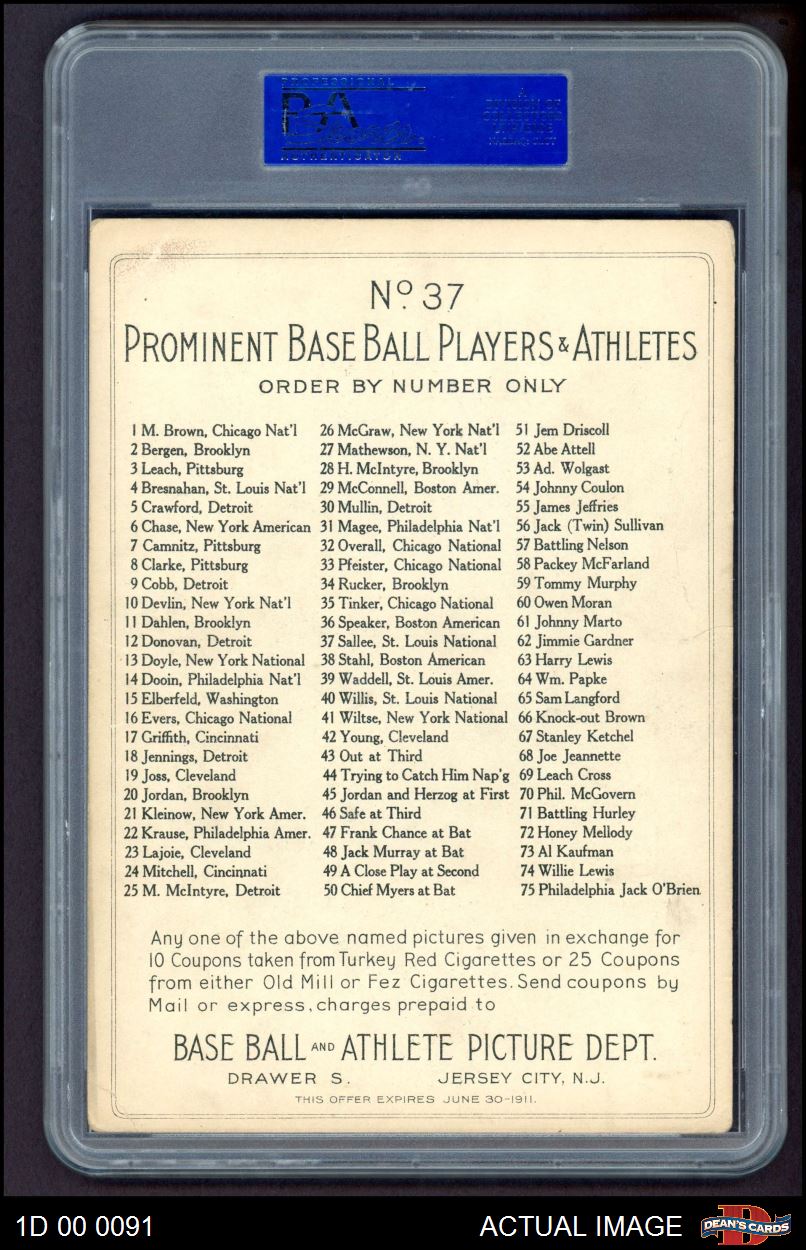 PROFESSIONAL
PSA
AUTHENTICATOR
A
DIVISION OF
COLLECTORS
UNIVERSE
NASDAQ: CLCT
Nº 37
PROMINENT BASE BALL PLAYERS & ATHLETES
ORDER BY NUMBER ONLY
1 M. Brown, Chicago Nat'l
2 Bergen, Brooklyn
3 Leach, Pittsburg
4 Bresnahan, St. Louis Nat'l
5 Crawford, Detroit
6 Chase, New York American
7 Camnitz, Pittsburg
8 Clarke, Pittsburg
9 Cobb, Detroit
10 Devlin, New York Nat'l
11 Dahlen, Brooklyn
12 Donovan, Detroit
13 Doyle, New York National
14 Dooin, Philadelphia Nat'l
15 Elberfeld, Washington
16 Evers, Chicago National
17 Griffith, Cincinnati
18 Jennings, Detroit
19 Joss, Cleveland
20 Jordan, Brooklyn
21 Kleinow, New York Amer.
22 Krause, Philadelphia Amer.
23 Lajoie, Cleveland
24 Mitchell, Cincinnati
25 M. McIntyre, Detroit
26 McGraw, New York Nat'l
27 Mathewson, N. Y. Nat'l
28 H. McIntyre, Brooklyn
29 McConnell, Boston Amer.
30 Mullin, Detroit
31 Magee, Philadelphia Nat'l
32 Overall, Chicago National
33 Pfeister, Chicago National
34 Rucker, Brooklyn
35 Tinker, Chicago National
36 Speaker, Boston American
37 Sallee, St. Louis National
38 Stahl, Boston American
39 Waddell, St. Louis Amer.
40 Willis, St. Louis National
41 Wiltse, New York National
42 Young, Cleveland
43 Out at Third
44 Trying to Catch Him Nap'g
45 Jordan and Herzog at First
46 Safe at Third
47 Frank Chance at Bat
48 Jack Murray at Bat
49 A Close Play at Second
50 Chief Myers at Bat
51 Jem Driscoll
52 Abe Attell
53 Ad. Wolgast
54 Johnny Coulon
55 James Jeffries
56 Jack (Twin) Sullivan
57 Battling Nelson
58 Packey McFarland
59 Tommy Murphy
60 Owen Moran
61 Johnny Marto
62 Jimmie Gardner
63 Harry Lewis
64 Wm. Papke
65 Sam Langford
66 Knock-out Brown
67 Stanley Ketchel
68 Joe Jeannette
69 Leach Cross
70 Phil. McGovern
71 Battling Hurley
72 Honey Mellody
73 Al Kaufman
74 Willie Lewis
75 Philadelphia Jack O'Brien
Any one of the above named pictures given in exchange for
10 Coupons taken from Turkey Red Cigarettes or 25 Coupons
from either Old Mill or Fez Cigarettes. Send coupons by
Mail or express, charges prepaid to
BASE BALL AND ATHLETE PICTURE DEPT.
DRAWER S. JERSEY CITY, N.J.
THIS OFFER EXPIRES JUNE 30-1911.
1D 00 0091
ACTUAL IMAGE
DEAN'S CARDS